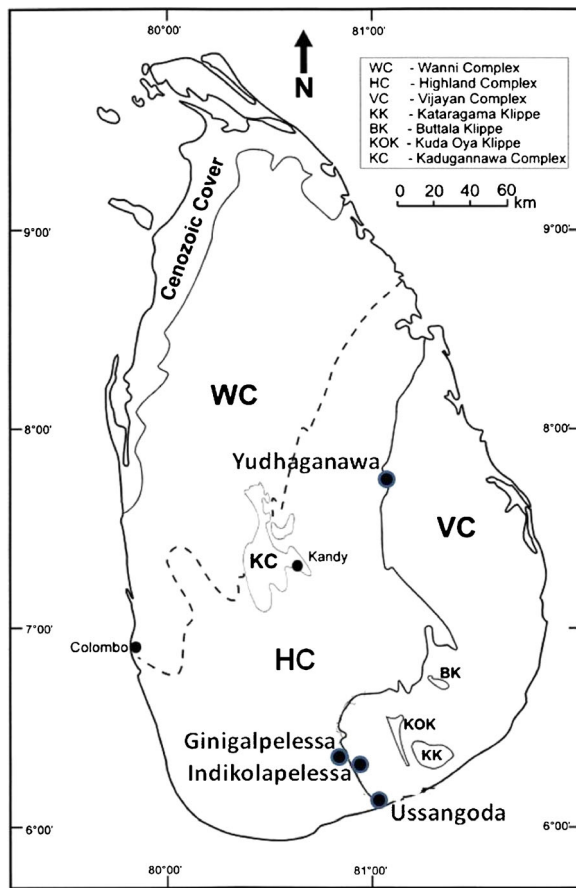 80°00'
81°00'
N
WC - Wanni Complex
HC - Highland Complex
VC - Vijayan Complex
KK - Kataragama Klippe
BK - Buttala Klippe
KOK - Kuda Oya Klippe
KC - Kadugannawa Complex
0 20 40 60
km
9°00'
9°00'
Cenozoic Cover
WC
8°00'
8°00'
Yudhaganawa
VC
KC
Kandy
7°00'
7°00'
Colombo
HC
BK
KOK
KK
Ginigalpelessa
Indikolapelessa
Ussangoda
6°00'
6°00'
80°00'
81°00'